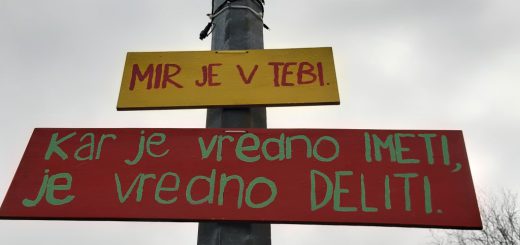 MIR JE V TEBI.
Kar je vredno IMETI,
je vredno DELITI.